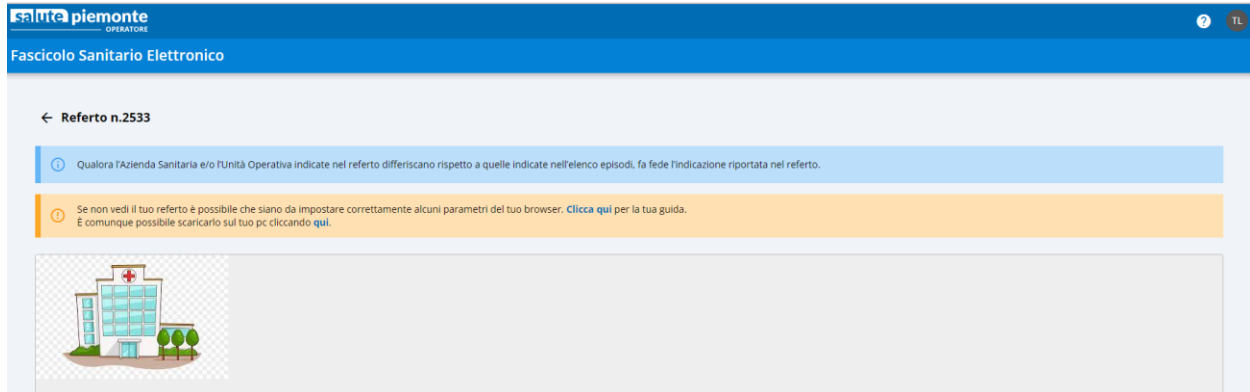 salute piemonte
OPERATORE
?
TL
Fascicolo Sanitario Elettronico
← Referto n.2533
Qualora l'Azienda Sanitaria e/o l'Unità Operativa indicate nel referto differiscano rispetto a quelle indicate nell'elenco episodi, fa fede l'indicazione riportata nel referto.
Se non vedi il tuo referto è possibile che siano da impostare correttamente alcuni parametri del tuo browser. Clicca qui per la tua guida.
È comunque possibile scaricarlo sul tuo pc cliccando qui.